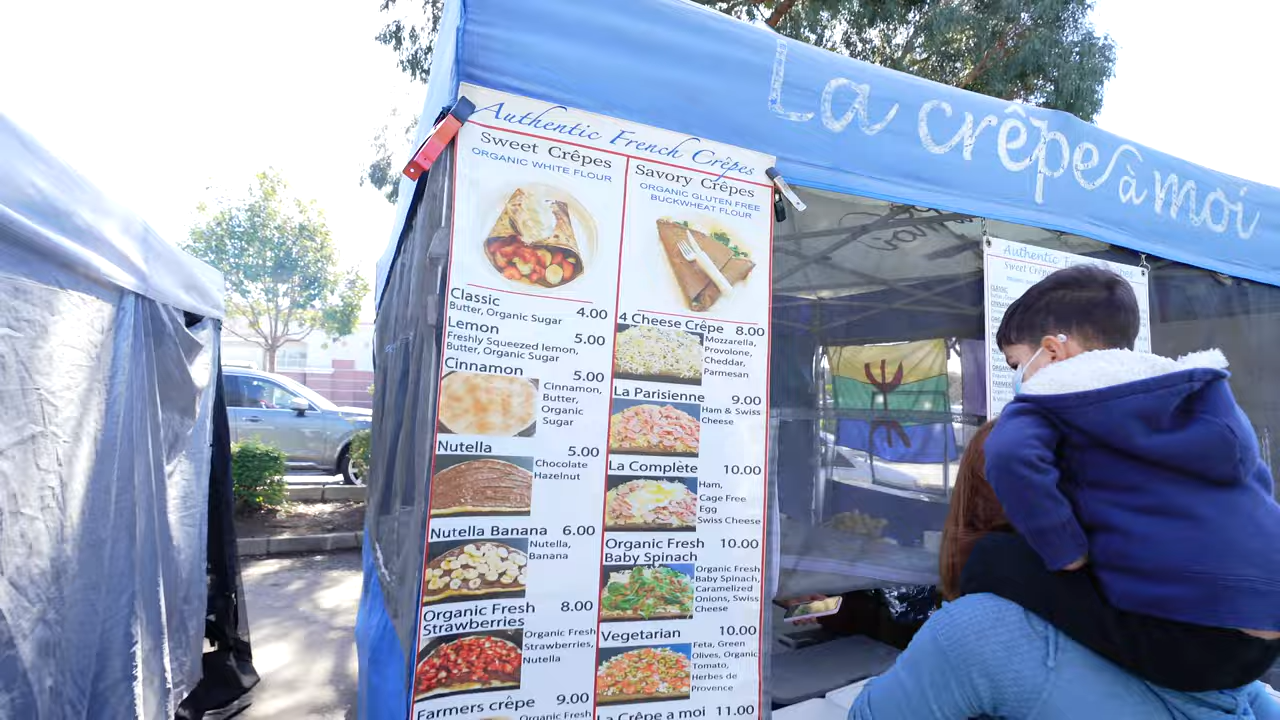 La crêpe à moi
Authentic French Crêpes
Sweet Crêpes
ORGANIC WHITE FLOUR
Classic 4.00
Butter, Organic Sugar
Lemon 5.00
Freshly Squeezed lemon,
Butter, Organic Sugar
Cinnamon 5.00
Cinnamon,
Butter,
Organic
Sugar
Nutella 5.00
Chocolate
Hazelnut
Nutella Banana 6.00
Nutella,
Banana
Organic Fresh 8.00
Strawberries
Organic Fresh
Strawberries,
Nutella
Farmers crêpe 9.00
Organic Fresh
Savory Crêpes
ORGANIC GLUTEN FREE
BUCKWHEAT FLOUR
4 Cheese Crêpe 8.00
Mozzarella,
Provolone,
Cheddar,
Parmesan
La Parisienne 9.00
Ham & Swiss
Cheese
La Complète 10.00
Ham,
Cage Free
Egg
Swiss Cheese
Organic Fresh 10.00
Baby Spinach
Organic Fresh
Baby Spinach,
Caramelized
Onions, Swiss
Cheese
Vegetarian 10.00
Feta, Green
Olives, Organic
Tomato,
Herbes de
Provence
La Crêpe a moi 11.00
Authentic
Sweet